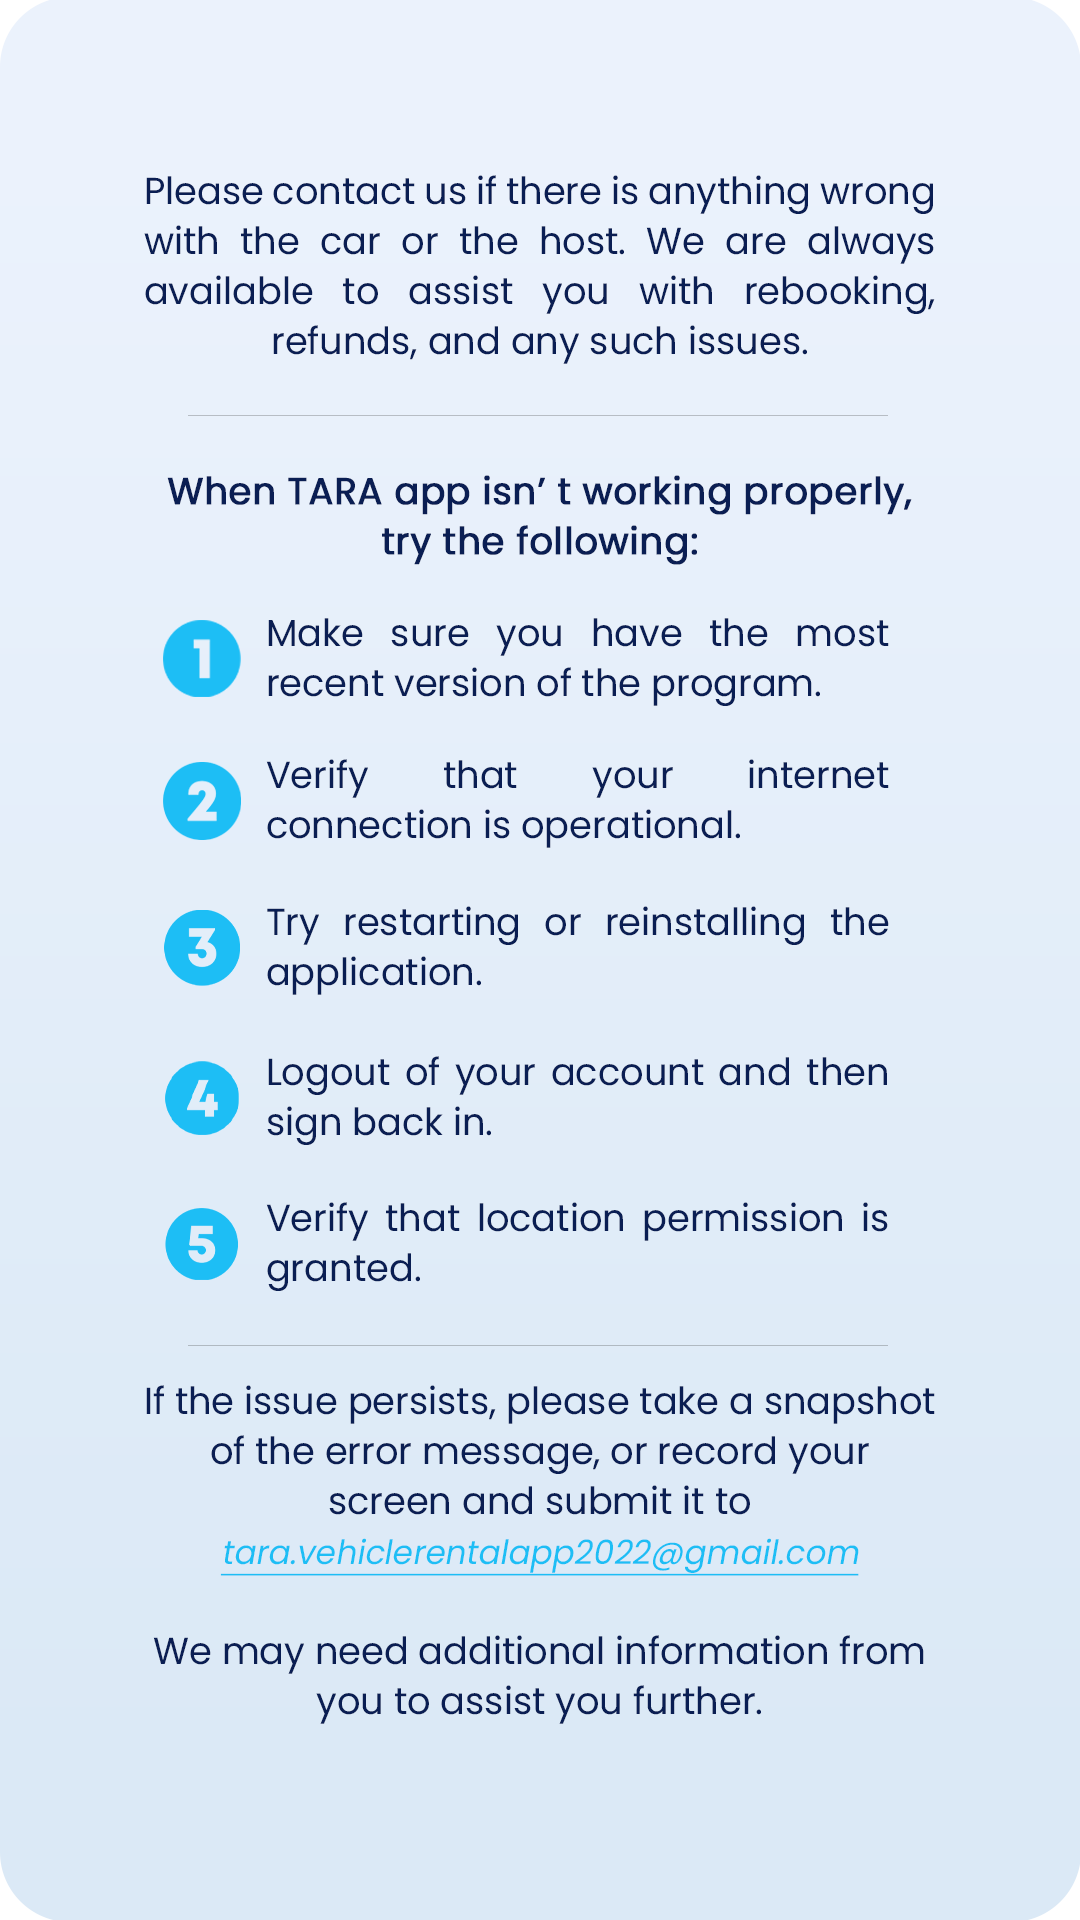 Please contact us if there is anything wrong
with the car or the host. We are always
available to assist you with rebooking,
refunds, and any such issues.
When TARA app isn’ t working properly,
try the following:
1 Make sure you have the most
recent version of the program.
2 Verify that your internet
connection is operational.
3 Try restarting or reinstalling the
application.
4 Logout of your account and then
sign back in.
5 Verify that location permission is
granted.
If the issue persists, please take a snapshot
of the error message, or record your
screen and submit it to
tara.vehiclerentalapp2022@gmail.com
We may need additional information from
you to assist you further.